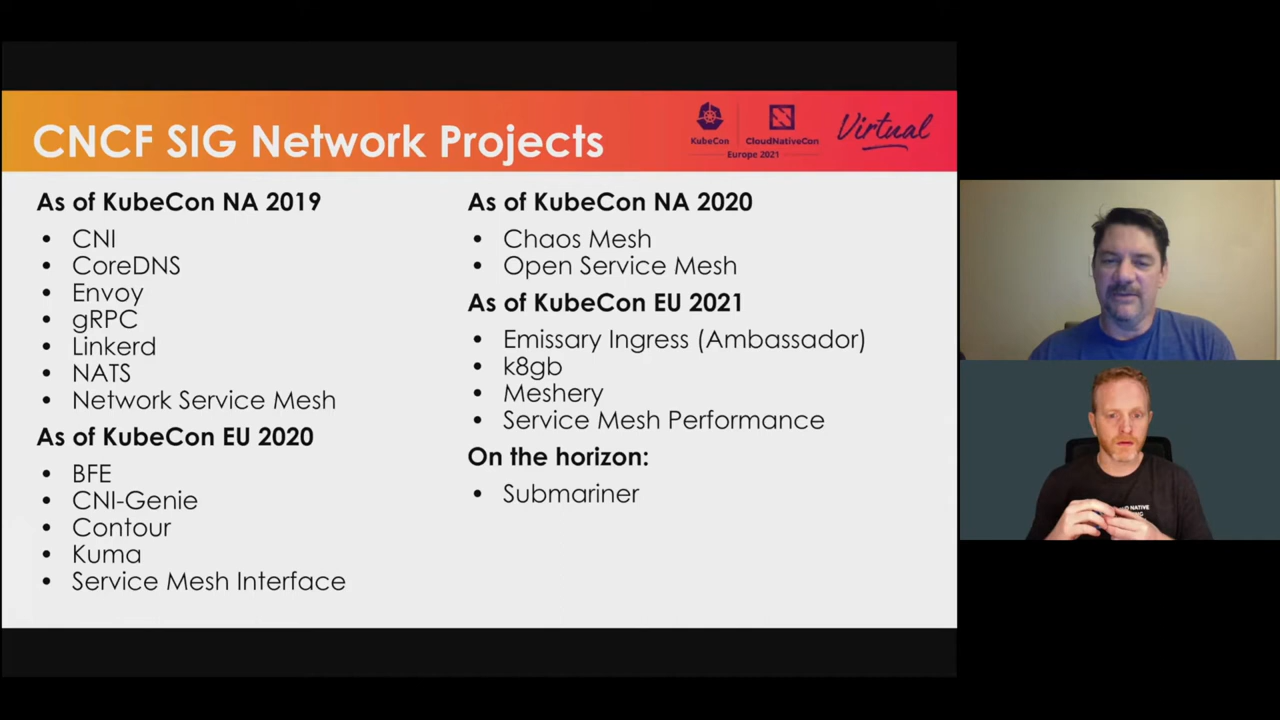 CNCF SIG Network Projects
KubeCon
CloudNativeCon
Europe 2021
Virtual
As of KubeCon NA 2019
• CNI
• CoreDNS
• Envoy
• gRPC
• Linkerd
• NATS
• Network Service Mesh
As of KubeCon EU 2020
• BFE
• CNI-Genie
• Contour
• Kuma
• Service Mesh Interface
As of KubeCon NA 2020
• Chaos Mesh
• Open Service Mesh
As of KubeCon EU 2021
• Emissary Ingress (Ambassador)
• k8gb
• Meshery
• Service Mesh Performance
On the horizon:
• Submariner
NATIVE